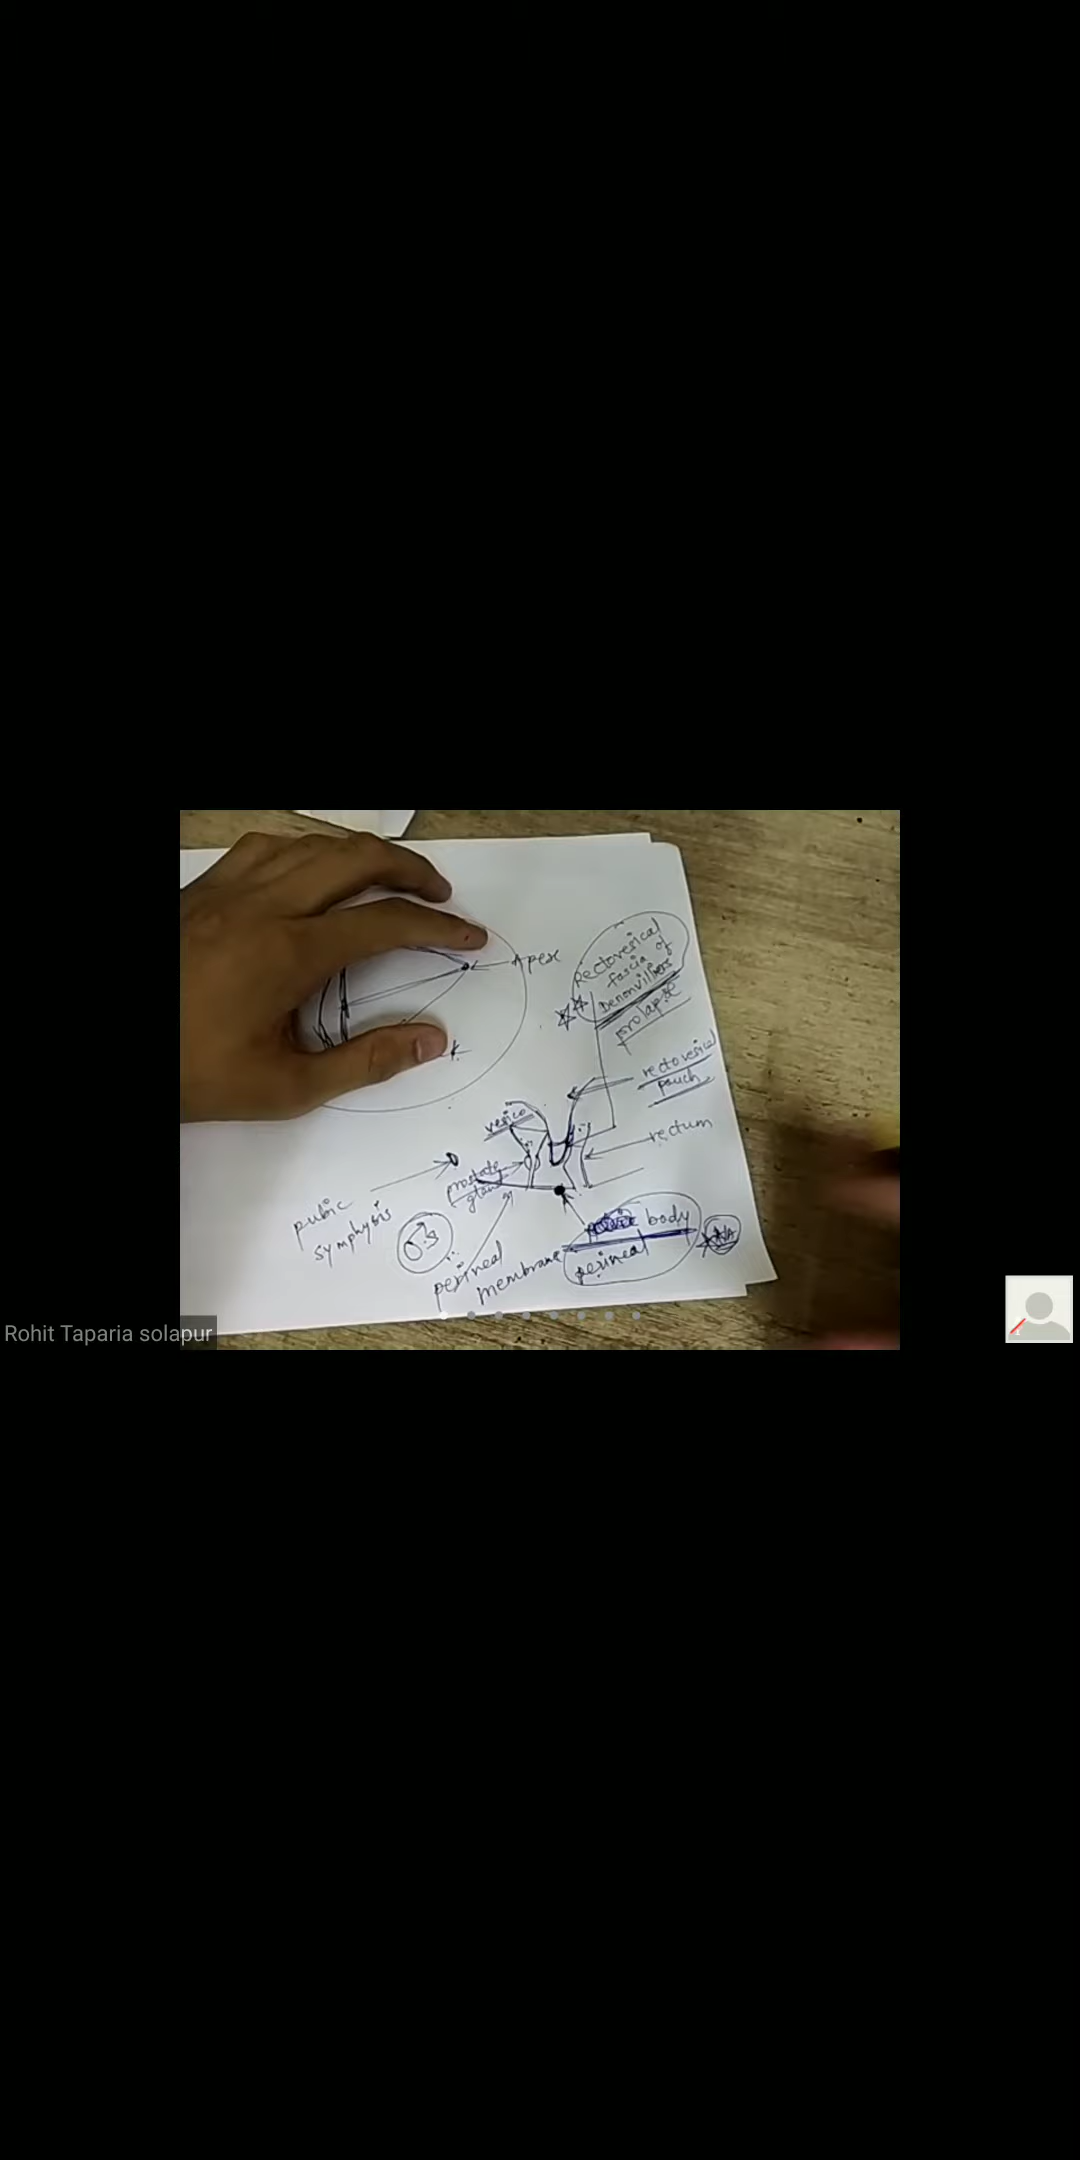 Apex
Rectovesical
fascia of
Denonvilliers
prolapse
rectovesical
pouch
vesico
rectum
prostate
gland
pubic
symphysis
body
perineal
perineal
membrane
Rohit Taparia solapur